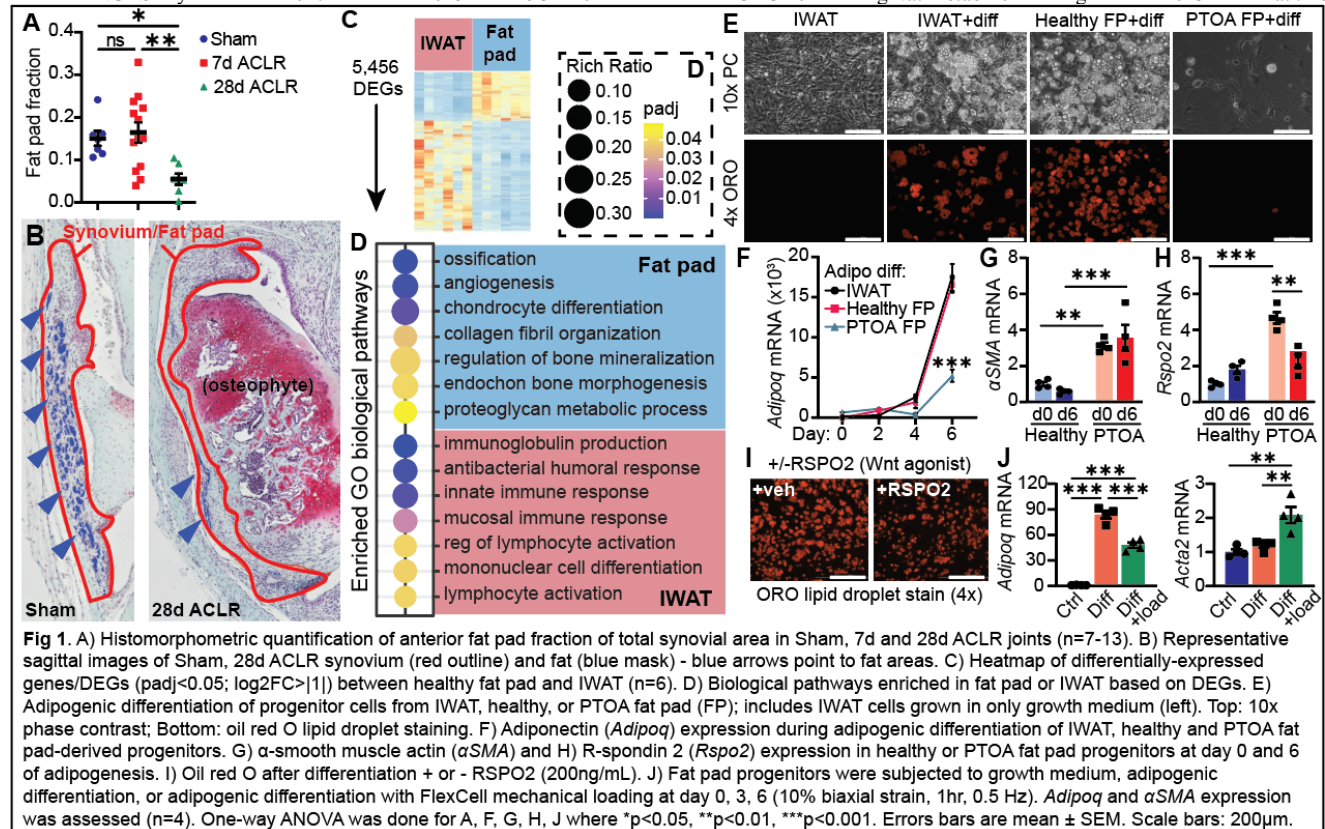 A
Fat pad fraction
0.4
0.3
0.2
0.1
0.0
*
ns
**
Sham
7d ACLR
28d ACLR
B
Synovium/Fat pad
(osteophyte)
Sham
28d ACLR
C
5,456
DEGs
IWAT
Fat
pad
Rich Ratio
D
0.10
0.15
0.20
0.25
0.30
padj
0.04
0.03
0.02
0.01
D
Enriched GO biological pathways
Fat pad
ossification
angiogenesis
chondrocyte differentiation
collagen fibril organization
regulation of bone mineralization
endochon bone morphogenesis
proteoglycan metabolic process
immunoglobulin production
antibacterial humoral response
innate immune response
mucosal immune response
reg of lymphocyte activation
mononuclear cell differentiation
lymphocyte activation
IWAT
E
IWAT
IWAT+diff
Healthy FP+diff
PTOA FP+diff
10x PC
4x ORO
F
Adipoq mRNA (x10³)
20
15
10
5
0
Adipo diff:
IWAT
Healthy FP
PTOA FP
***
Day: 0 2 4 6
G
αSMA mRNA
8
6
4
2
0
***
**
d0 d6 d0 d6
Healthy PTOA
H
Rspo2 mRNA
8
6
4
2
0
***
**
d0 d6 d0 d6
Healthy PTOA
I
+/-RSPO2 (Wnt agonist)
+veh
+RSPO2
ORO lipid droplet stain (4x)
J
Adipoq mRNA
120
90
60
30
0
***
*** ***
Ctrl
Diff
Diff
+load
Acta2 mRNA
3
2
1
0
**
**
Ctrl
Diff
Diff
+load
Fig 1. A) Histomorphometric quantification of anterior fat pad fraction of total synovial area in Sham, 7d and 28d ACLR joints (n=7-13). B) Representative
sagittal images of Sham, 28d ACLR synovium (red outline) and fat (blue mask) - blue arrows point to fat areas. C) Heatmap of differentially-expressed
genes/DEGs (padj<0.05; log2FC>|1|) between healthy fat pad and IWAT (n=6). D) Biological pathways enriched in fat pad or IWAT based on DEGs. E)
Adipogenic differentiation of progenitor cells from IWAT, healthy, or PTOA fat pad (FP); includes IWAT cells grown in only growth medium (left). Top: 10x
phase contrast; Bottom: oil red O lipid droplet staining. F) Adiponectin (Adipoq) expression during adipogenic differentiation of IWAT, healthy and PTOA fat
pad-derived progenitors. G) α-smooth muscle actin (αSMA) and H) R-spondin 2 (Rspo2) expression in healthy or PTOA fat pad progenitors at day 0 and 6
of adipogenesis. I) Oil red O after differentiation + or - RSPO2 (200ng/mL). J) Fat pad progenitors were subjected to growth medium, adipogenic
differentiation, or adipogenic differentiation with FlexCell mechanical loading at day 0, 3, 6 (10% biaxial strain, 1hr, 0.5 Hz). Adipoq and αSMA expression
was assessed (n=4). One-way ANOVA was done for A, F, G, H, J where *p<0.05, **p<0.01, ***p<0.001. Errors bars are mean ± SEM. Scale bars: 200µm.